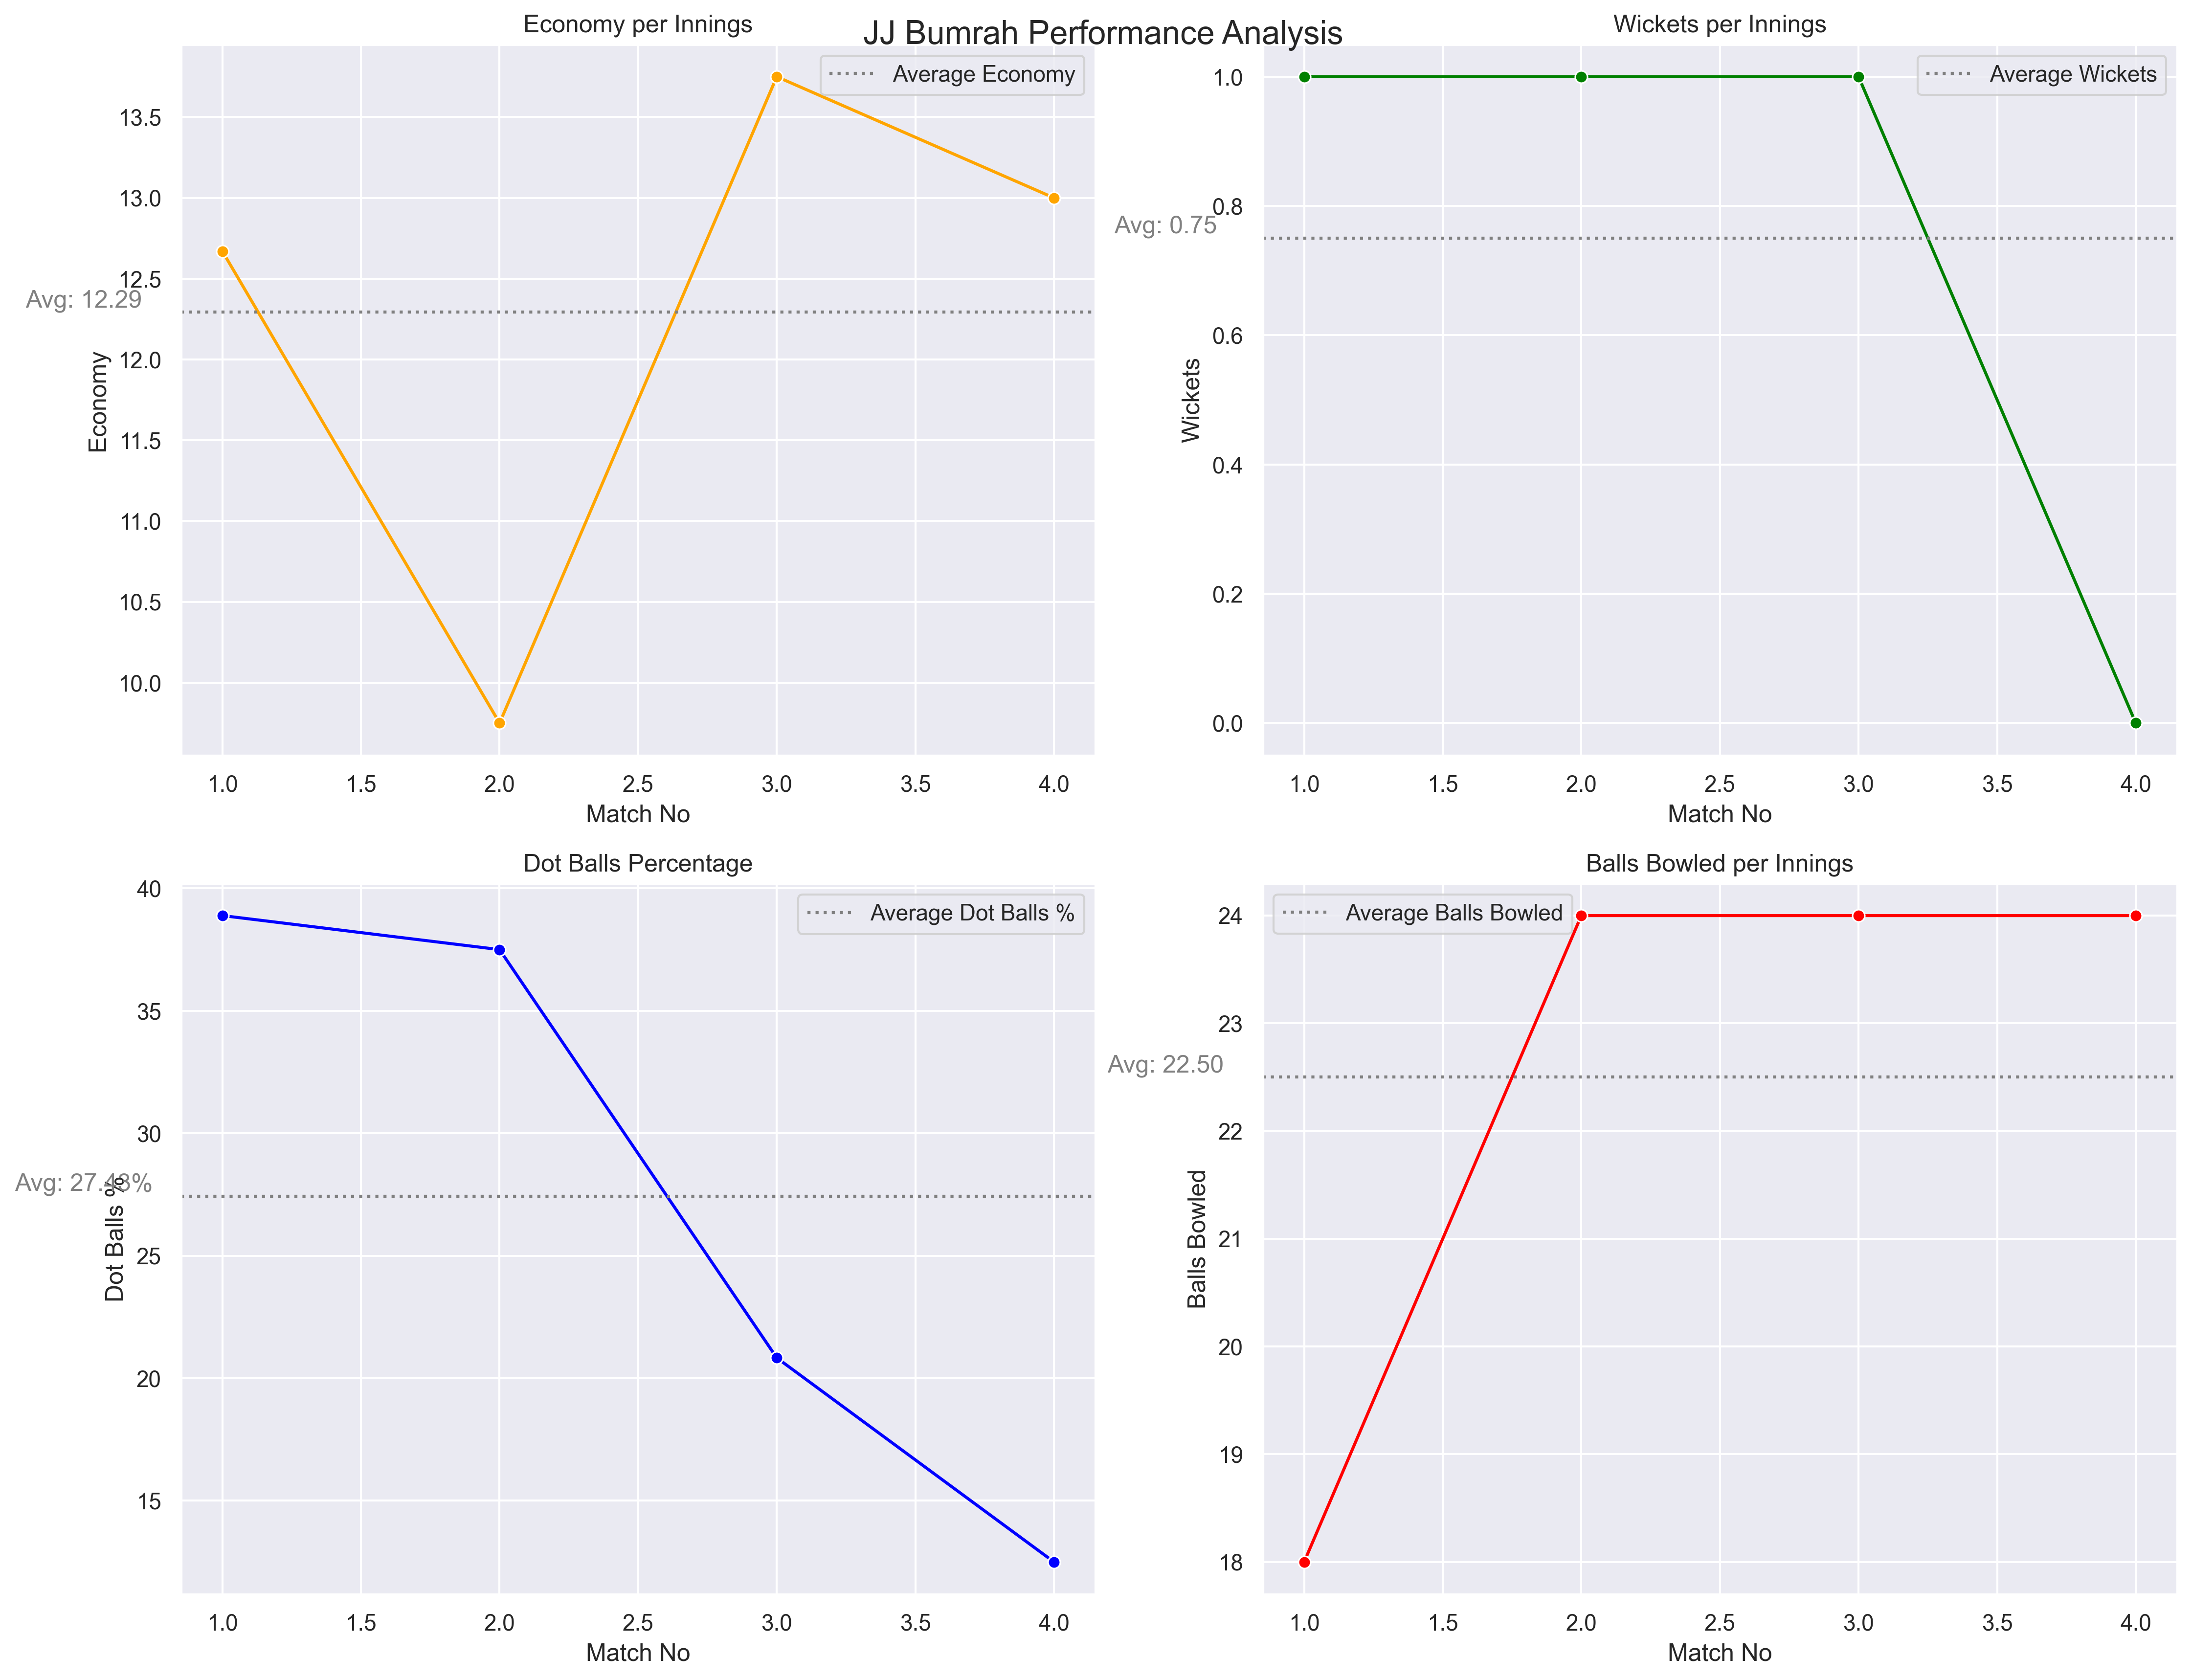 JJ Bumrah Performance Analysis
Economy per Innings
Average Economy
13.5
13.0
12.5
12.0
11.5
11.0
10.5
10.0
Avg: 12.29
Economy
1.0 1.5 2.0 2.5 3.0 3.5 4.0
Match No
Wickets per Innings
Average Wickets
1.0
0.8
0.6
0.4
0.2
0.0
Avg: 0.75
Wickets
1.0 1.5 2.0 2.5 3.0 3.5 4.0
Match No
Dot Balls Percentage
Average Dot Balls %
40
35
30
25
20
15
Avg: 27.43%
Dot Balls %
1.0 1.5 2.0 2.5 3.0 3.5 4.0
Match No
Balls Bowled per Innings
Average Balls Bowled
24
23
22
21
20
19
18
Avg: 22.50
Balls Bowled
1.0 1.5 2.0 2.5 3.0 3.5 4.0
Match No